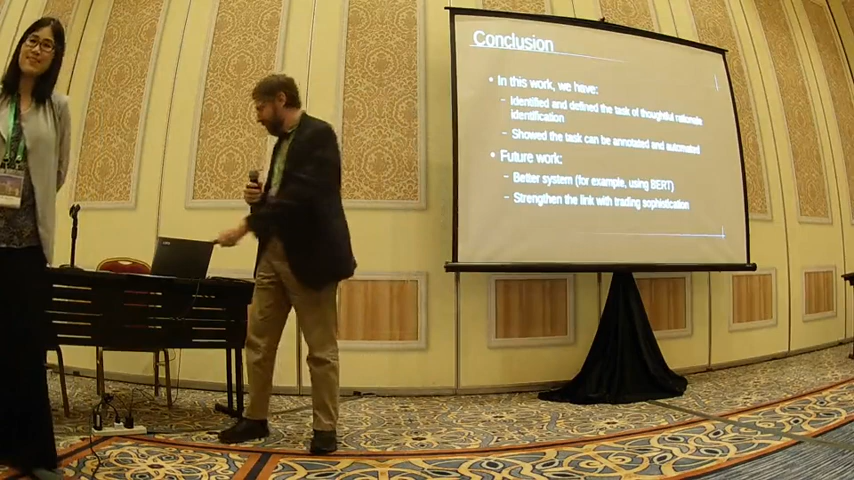 Conclusion
• In this work, we have:
– Identified and defined the task of thoughtful rationale
identification
– Showed the task can be annotated and automated
• Future work:
– Better system (for example, using BERT)
– Strengthen the link with trading sophistication